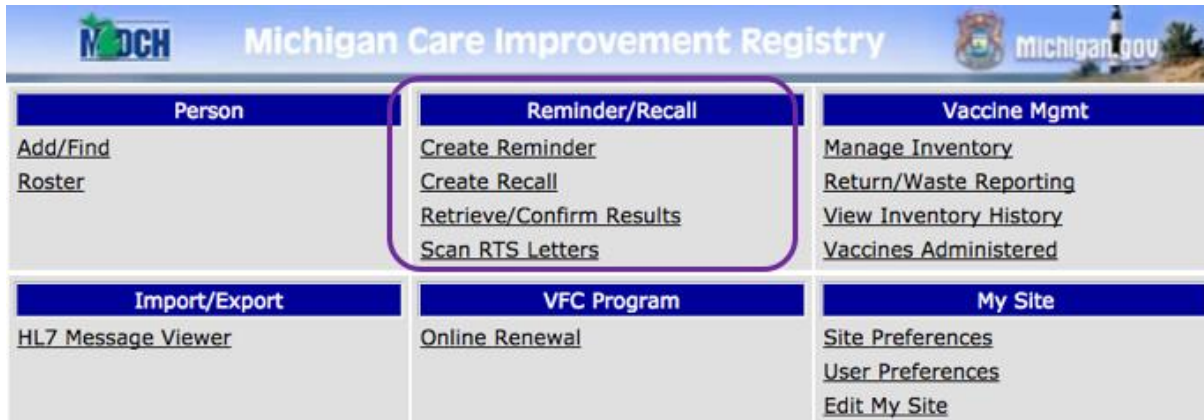 MDCH Michigan Care Improvement Registry Michigan.gov
Person
Add/Find
Roster
Reminder/Recall
Create Reminder
Create Recall
Retrieve/Confirm Results
Scan RTS Letters
Vaccine Mgmt
Manage Inventory
Return/Waste Reporting
View Inventory History
Vaccines Administered
Import/Export
HL7 Message Viewer
VFC Program
Online Renewal
My Site
Site Preferences
User Preferences
Edit My Site